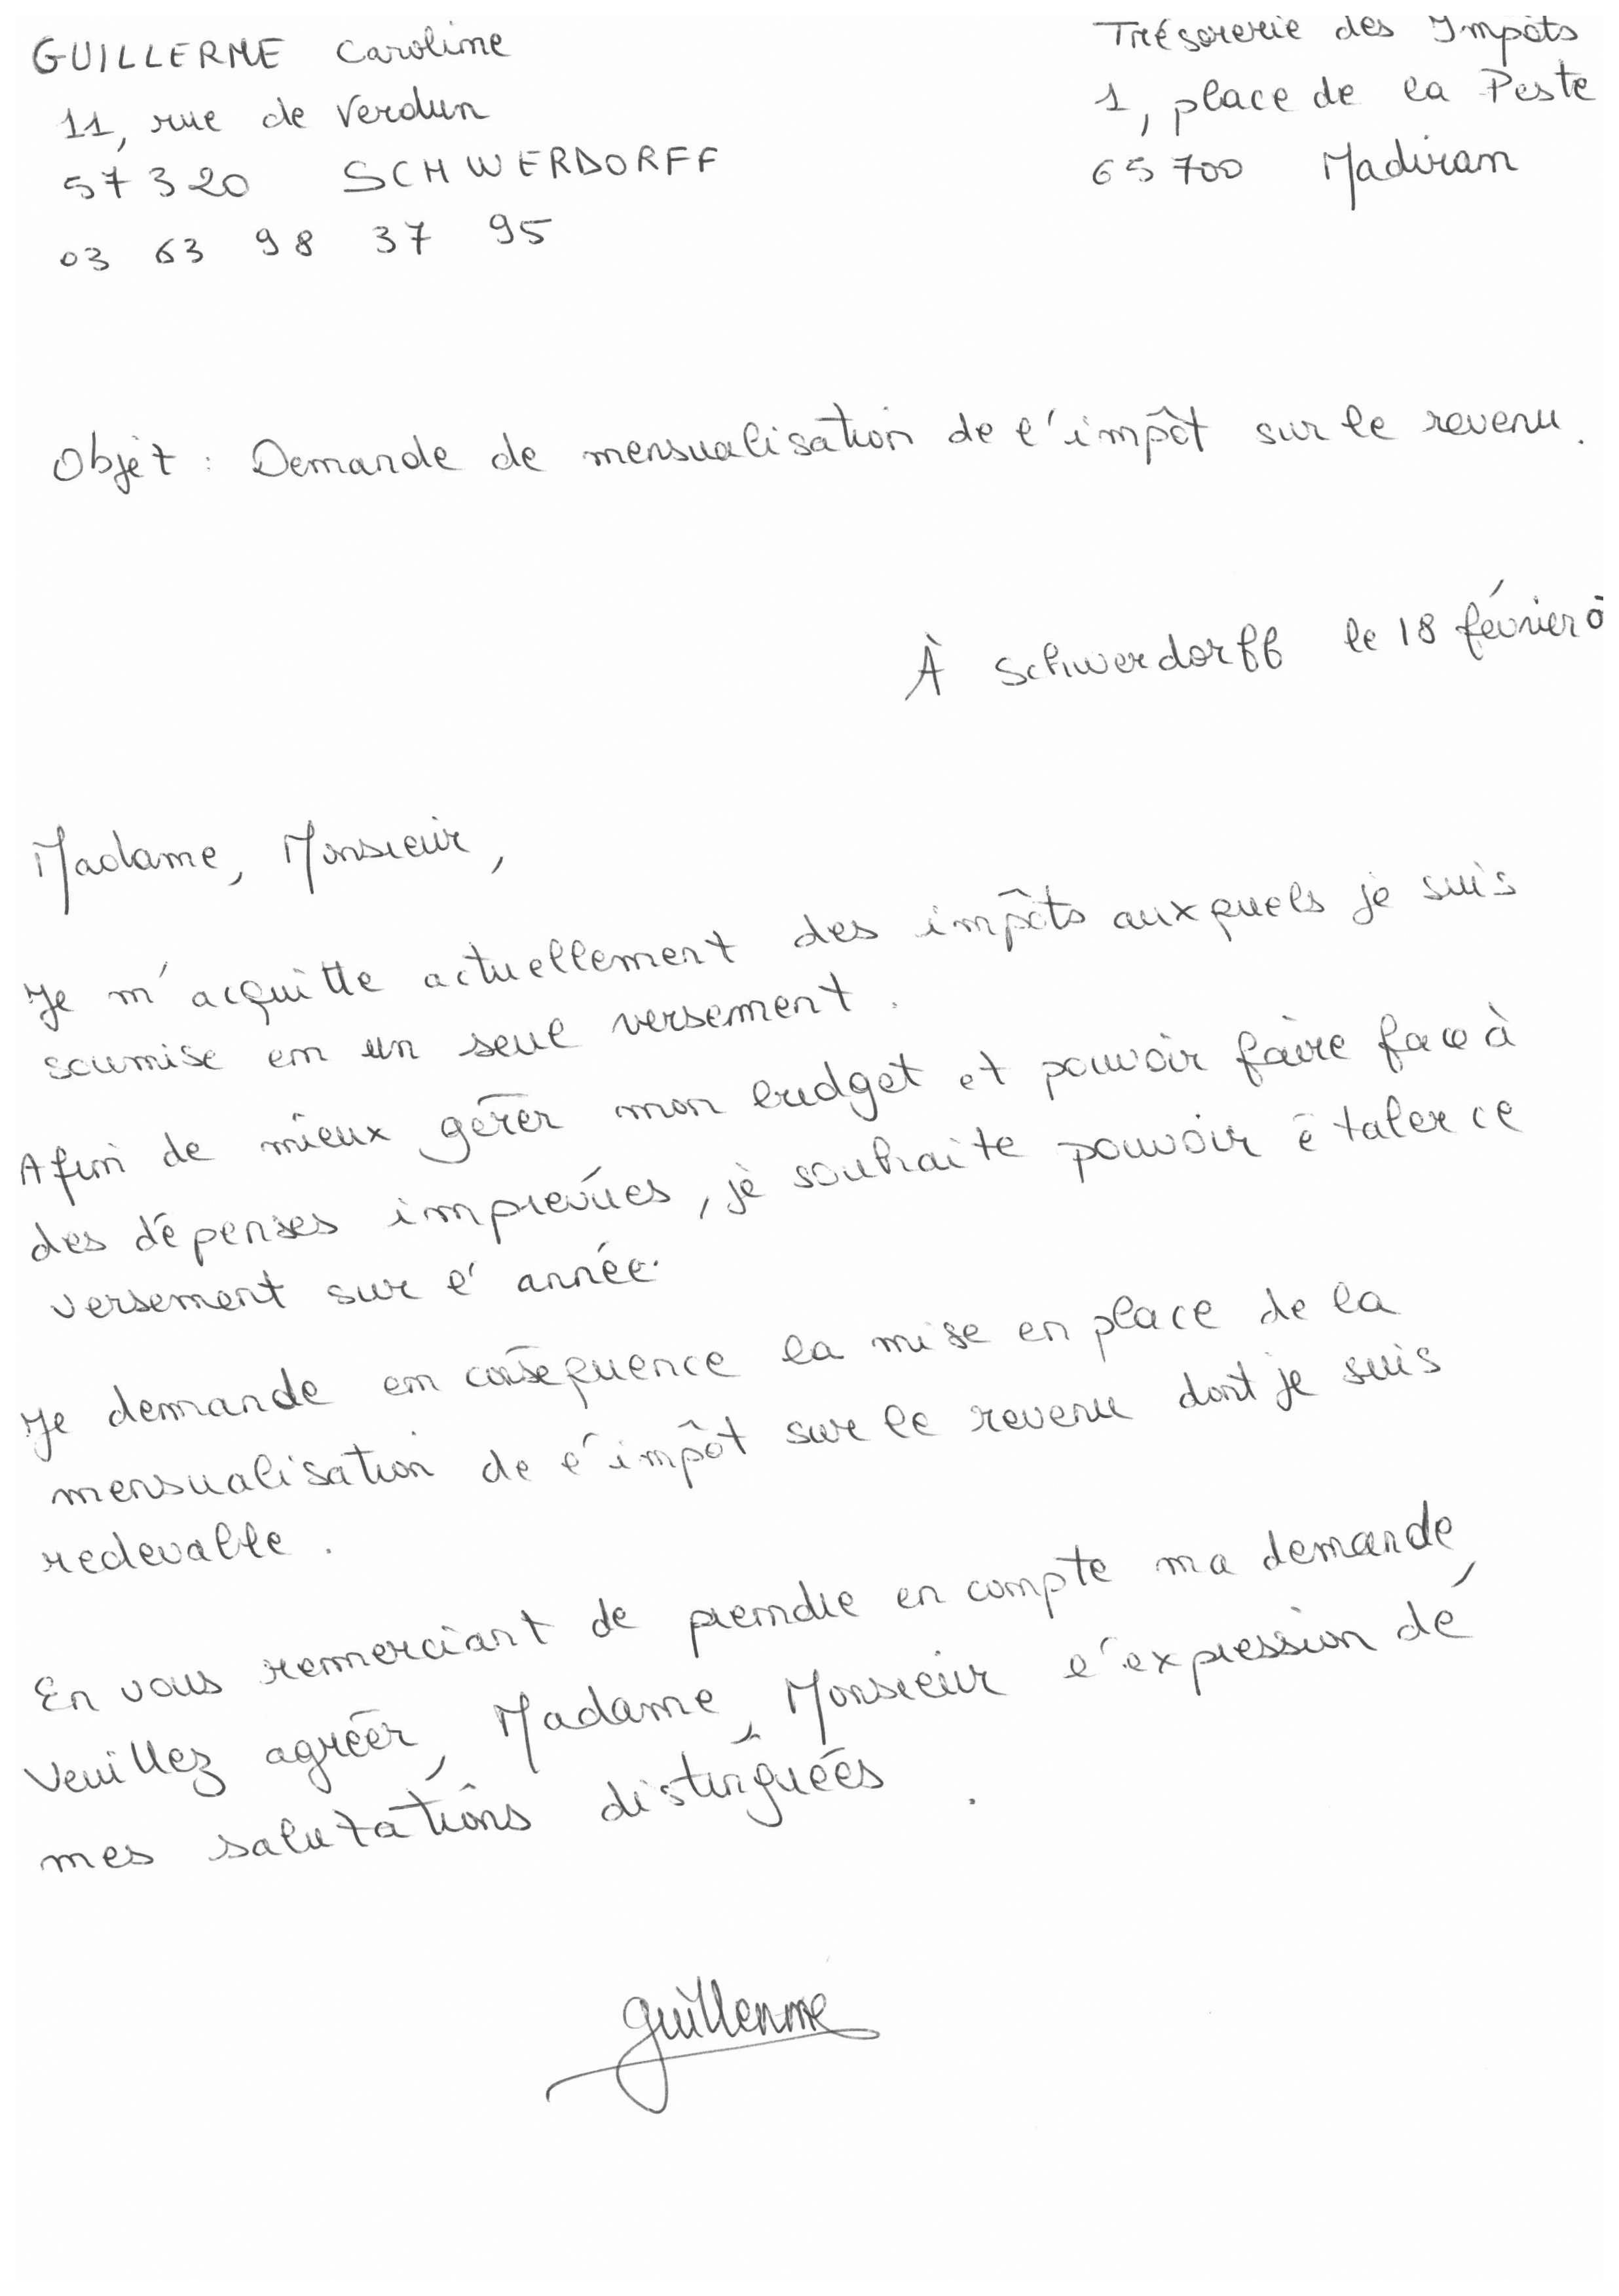 GUILLERME Caroline
11, rue de Verdun
57320 SCHWERDORFF
03 63 98 37 95
Trésorerie des Impôts
1, place de la Peste
65700 Madiran
Objet : Demande de mensualisation de l'impôt sur le revenu.
À Schwerdorff le 18 février
Madame, Monsieur,
Je m'acquitte actuellement des impôts auxquels je suis
soumise en un seul versement.
Afin de mieux gérer mon budget et pouvoir faire face à
des dépenses imprévues, je souhaite pouvoir étaler ce
versement sur l'année.
Je demande en conséquence la mise en place de la
mensualisation de l'impôt sur le revenu dont je suis
redevable.
En vous remerciant de prendre en compte ma demande,
Veuillez agréer, Madame, Monsieur l'expression de
mes salutations distinguées.
Guillerme